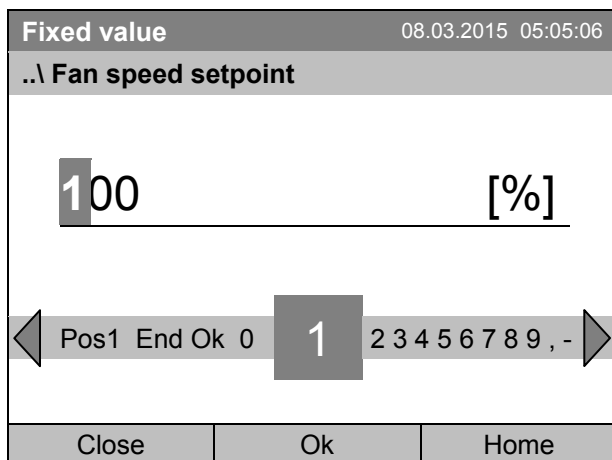 Fixed value 08.03.2015 05:05:06
..\ Fan speed setpoint
100 [%]
Pos1 End Ok 0 1 2 3 4 5 6 7 8 9 , -
Close Ok Home